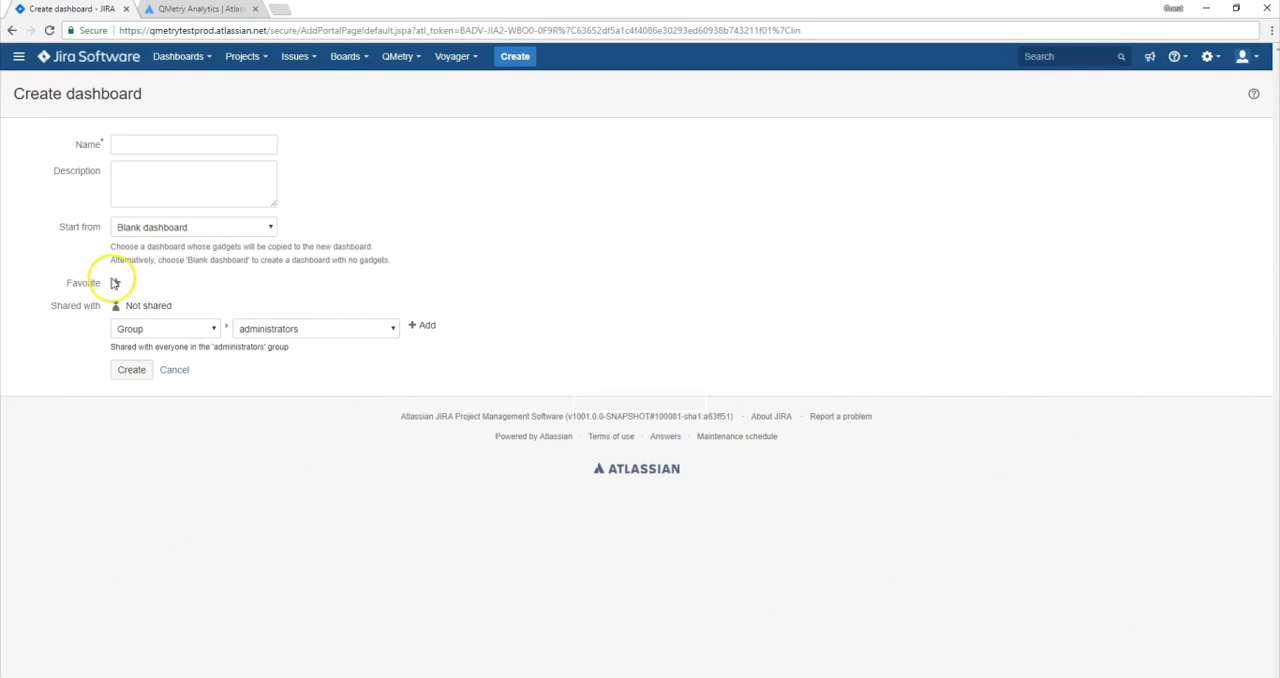 Create dashboard - JIRA
QMetry Analytics | Atlas
Guest
Secure
https://qmetrytestprod.atlassian.net/secure/AddPortalPage!default.jspa?atl_token=BADV-JIA2-WBO0-0F9R%7C63652df5a1c4f4086e30293ed60938b743211f01%7Clin
Jira Software Dashboards Projects Issues Boards QMetry Voyager Create Search
Create dashboard
Name*
Description
Start from Blank dashboard
Choose a dashboard whose gadgets will be copied to the new dashboard.
Alternatively, choose 'Blank dashboard' to create a dashboard with no gadgets.
Favorite
Shared with Not shared
Group administrators + Add
Shared with everyone in the 'administrators' group
Create Cancel
Atlassian JIRA Project Management Software (v1001.0.0-SNAPSHOT#100081-sha1:a63ff51) · About JIRA · Report a problem
Powered by Atlassian · Terms of use · Answers · Maintenance schedule
ATLASSIAN